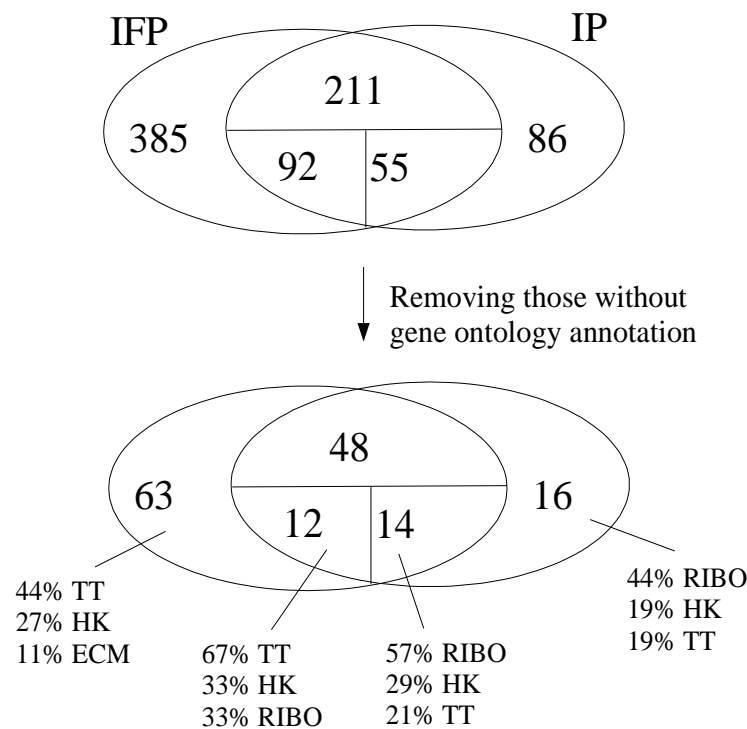 IFP
IP
211
385
86
92
55
Removing those without
gene ontology annotation
48
63
16
12
14
44% TT
27% HK
11% ECM
67% TT
33% HK
33% RIBO
57% RIBO
29% HK
21% TT
44% RIBO
19% HK
19% TT